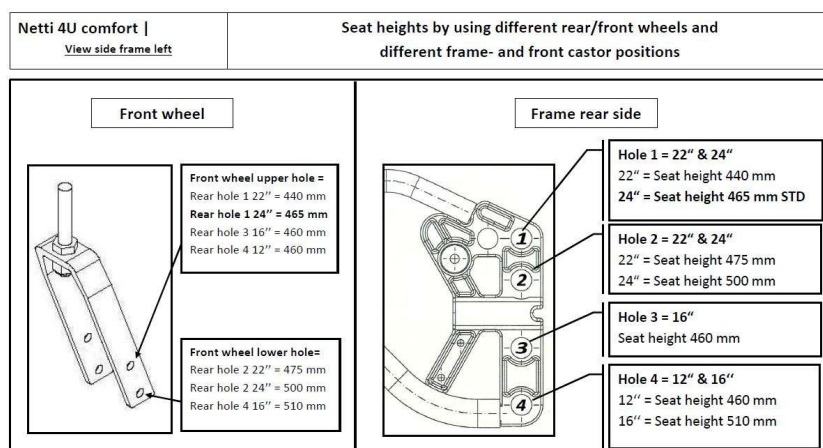 Netti 4U comfort |
View side frame left
Seat heights by using different rear/front wheels and
different frame- and front castor positions
Front wheel
Front wheel upper hole =
Rear hole 1 22’’ = 440 mm
Rear hole 1 24’’ = 465 mm
Rear hole 3 16’’ = 460 mm
Rear hole 4 12’’ = 460 mm
Front wheel lower hole=
Rear hole 2 22’’ = 475 mm
Rear hole 2 24’’ = 500 mm
Rear hole 4 16’’ = 510 mm
Frame rear side
1
2
3
4
Hole 1 = 22“ & 24“
22“ = Seat height 440 mm
24“ = Seat height 465 mm STD
Hole 2 = 22“ & 24“
22“ = Seat height 475 mm
24“ = Seat height 500 mm
Hole 3 = 16“
Seat height 460 mm
Hole 4 = 12“ & 16“
12“ = Seat height 460 mm
16“ = Seat height 510 mm